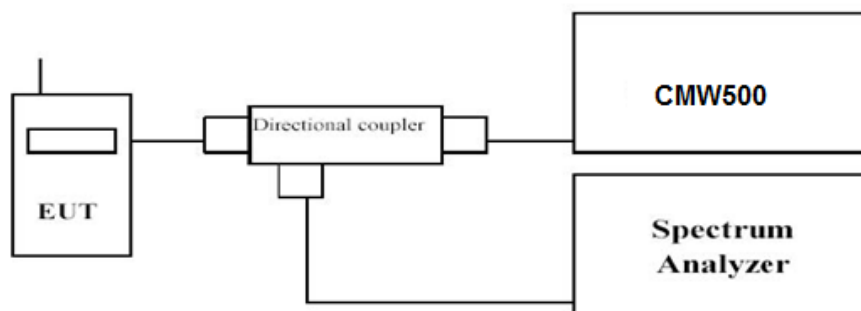 CMW500
Directional coupler
EUT
Spectrum
Analyzer